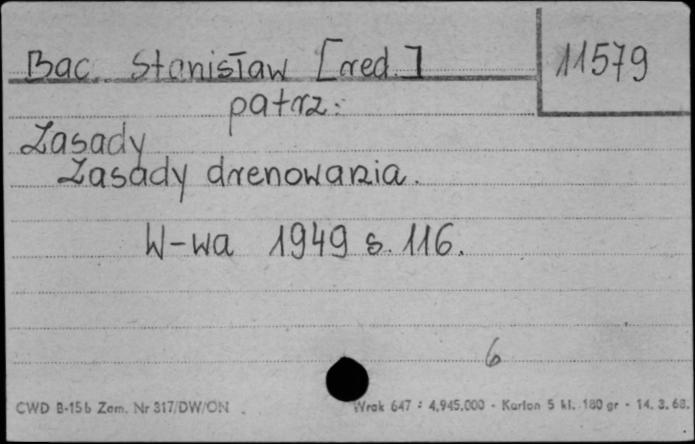 Bac. Stanisław [red.]
11579
patrz:
Zasady
Zasady drenowania.
W-wa 1949 s. 116.
6
CWD B-15b Zam. Nr 317/DW/ON
Wrak 647 : 4,945.000 - Karton 5 kl. 180 gr - 14. 3. 68.